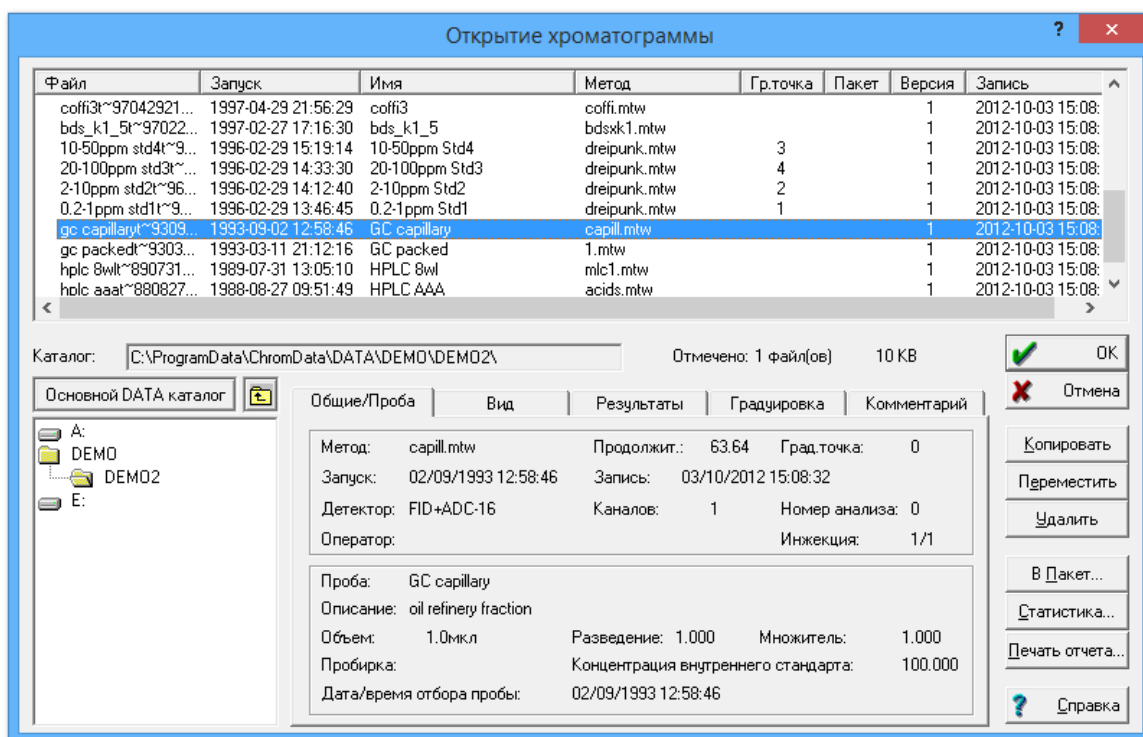 Открытие хроматограммы
? ×
Файл Запуск Имя Метод Гр.точка Пакет Версия Запись
coffi3t~97042921... 1997-04-29 21:56:29 coffi3 coffi.mtw 1 2012-10-03 15:08:
bds_k1_5t~97022... 1997-02-27 17:16:30 bds_k1_5 bdsxk1.mtw 1 2012-10-03 15:08:
10-50ppm std4t~9... 1996-02-29 15:19:14 10-50ppm Std4 dreipunk.mtw 3 1 2012-10-03 15:08:
20-100ppm std3t~... 1996-02-29 14:33:30 20-100ppm Std3 dreipunk.mtw 4 1 2012-10-03 15:08:
2-10ppm std2t~96... 1996-02-29 14:12:40 2-10ppm Std2 dreipunk.mtw 2 1 2012-10-03 15:08:
0.2-1ppm std1t~9... 1996-02-29 13:46:45 0.2-1ppm Std1 dreipunk.mtw 1 1 2012-10-03 15:08:
gc capillaryt~9309... 1993-09-02 12:58:46 GC capillary capill.mtw 1 2012-10-03 15:08:
gc packedt~9303... 1993-03-11 21:12:16 GC packed 1.mtw 1 2012-10-03 15:08:
hplc 8wlt~890731... 1989-07-31 13:05:10 HPLC 8wl mlc1.mtw 1 2012-10-03 15:08:
hplc aaat~880827... 1988-08-27 09:51:49 HPLC AAA acids.mtw 1 2012-10-03 15:08:
Каталог: C:\ProgramData\ChromData\DATA\DEMO\DEMO2\ Отмечено: 1 файл(ов) 10 KB
OK
Отмена
Копировать
Переместить
Удалить
В Пакет...
Статистика...
Печать отчета...
Справка
Основной DATA каталог
A:
DEMO
DEMO2
E:
Общие/Проба Вид Результаты Градуировка Комментарий
Метод: capill.mtw Продолжит.: 63.64 Град.точка: 0
Запуск: 02/09/1993 12:58:46 Запись: 03/10/2012 15:08:32
Детектор: FID+ADC-16 Каналов: 1 Номер анализа: 0
Оператор: Инжекция: 1/1
Проба: GC capillary
Описание: oil refinery fraction
Объем: 1.0мкл Разведение: 1.000 Множитель: 1.000
Пробирка: Концентрация внутреннего стандарта: 100.000
Дата/время отбора пробы: 02/09/1993 12:58:46